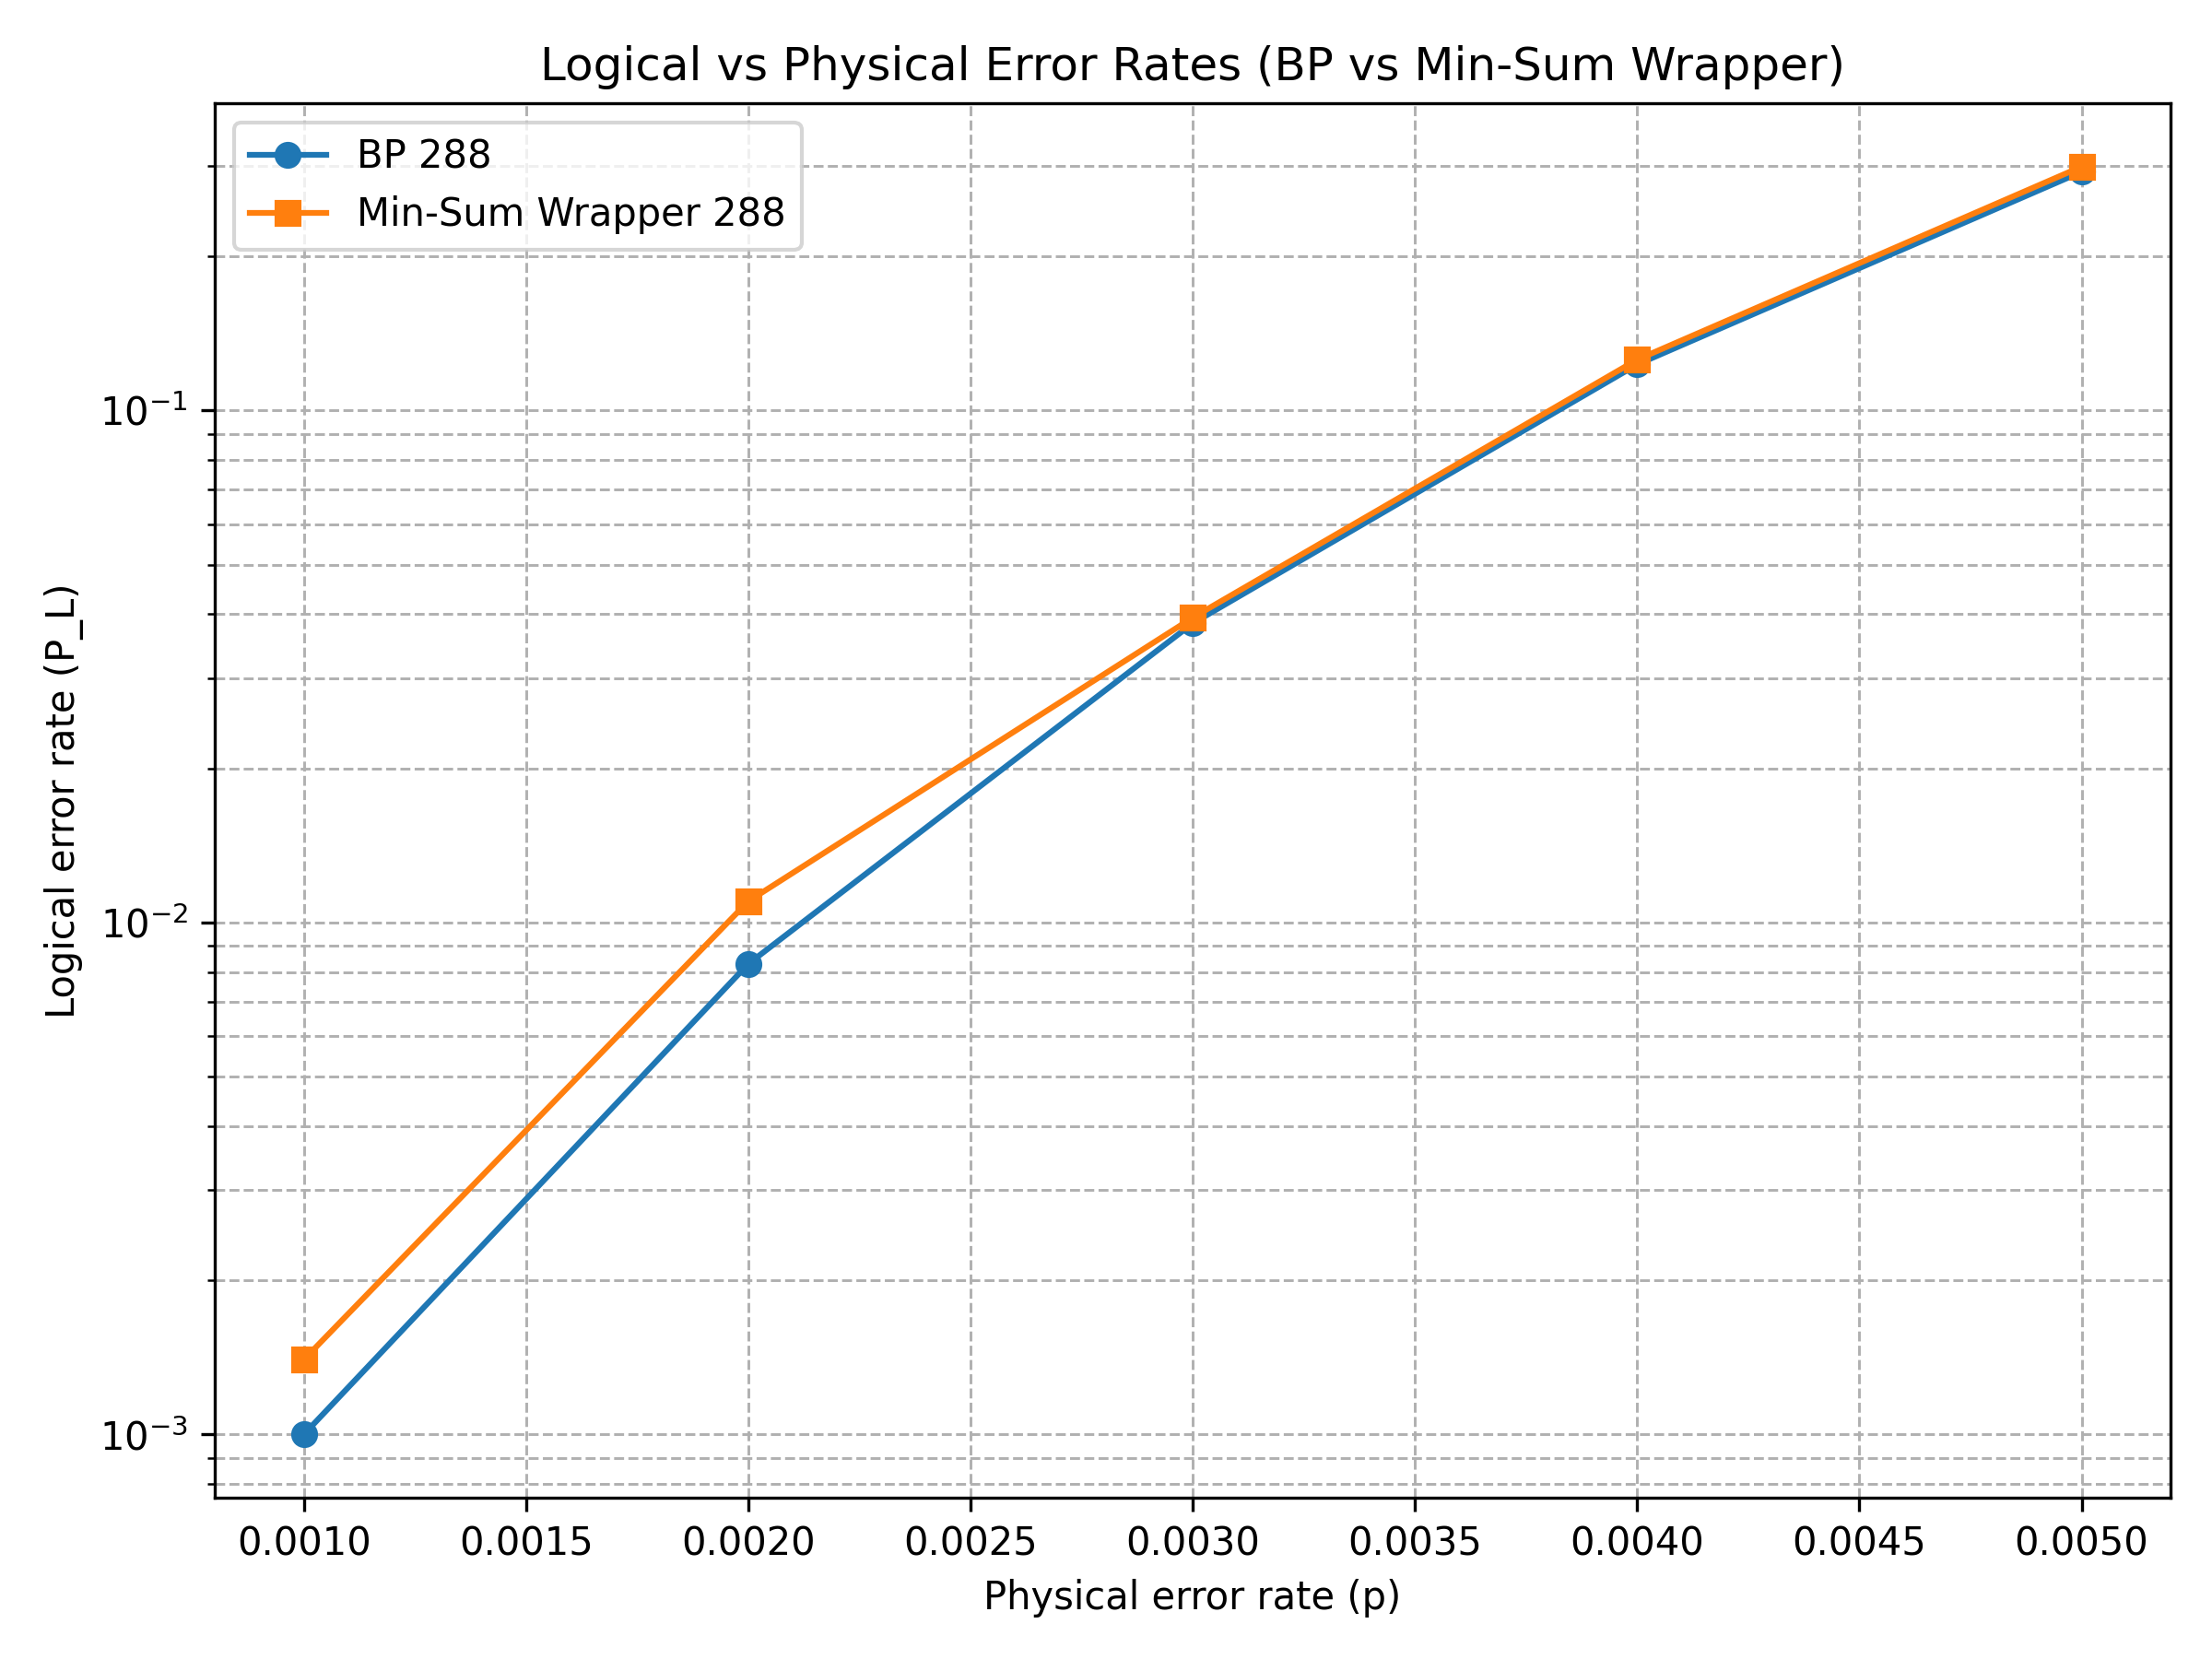 Logical vs Physical Error Rates (BP vs Min-Sum Wrapper)
BP 288
Min-Sum Wrapper 288
Logical error rate (P_L)
10⁻¹
10⁻²
10⁻³
0.0010 0.0015 0.0020 0.0025 0.0030 0.0035 0.0040 0.0045 0.0050
Physical error rate (p)